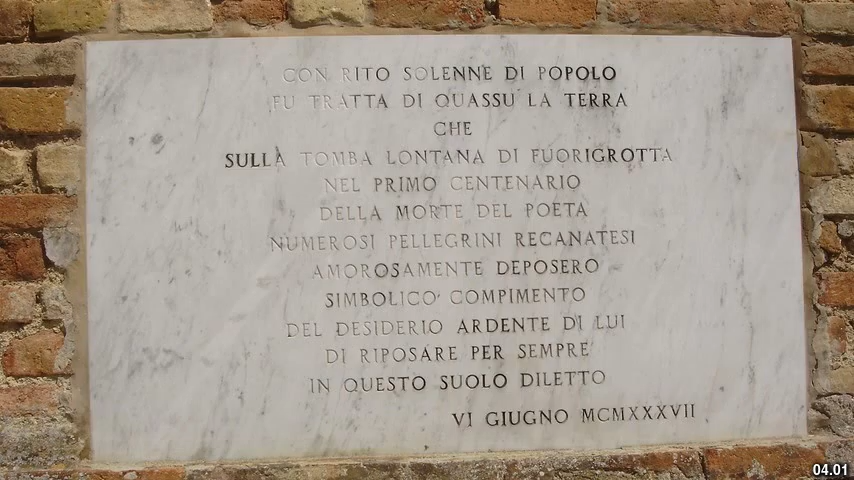 CON RITO SOLENNE DI POPOLO
FU TRATTA DI QUASSU' LA TERRA
CHE
SULLA TOMBA LONTANA DI FUORIGROTTA
NEL PRIMO CENTENARIO
DELLA MORTE DEL POETA
NUMEROSI PELLEGRINI RECANATESI
AMOROSAMENTE DEPOSERO
SIMBOLICO COMPIMENTO
DEL DESIDERIO ARDENTE DI LUI
DI RIPOSARE PER SEMPRE
IN QUESTO SUOLO DILETTO
VI GIUGNO MCMXXXVII
04.01